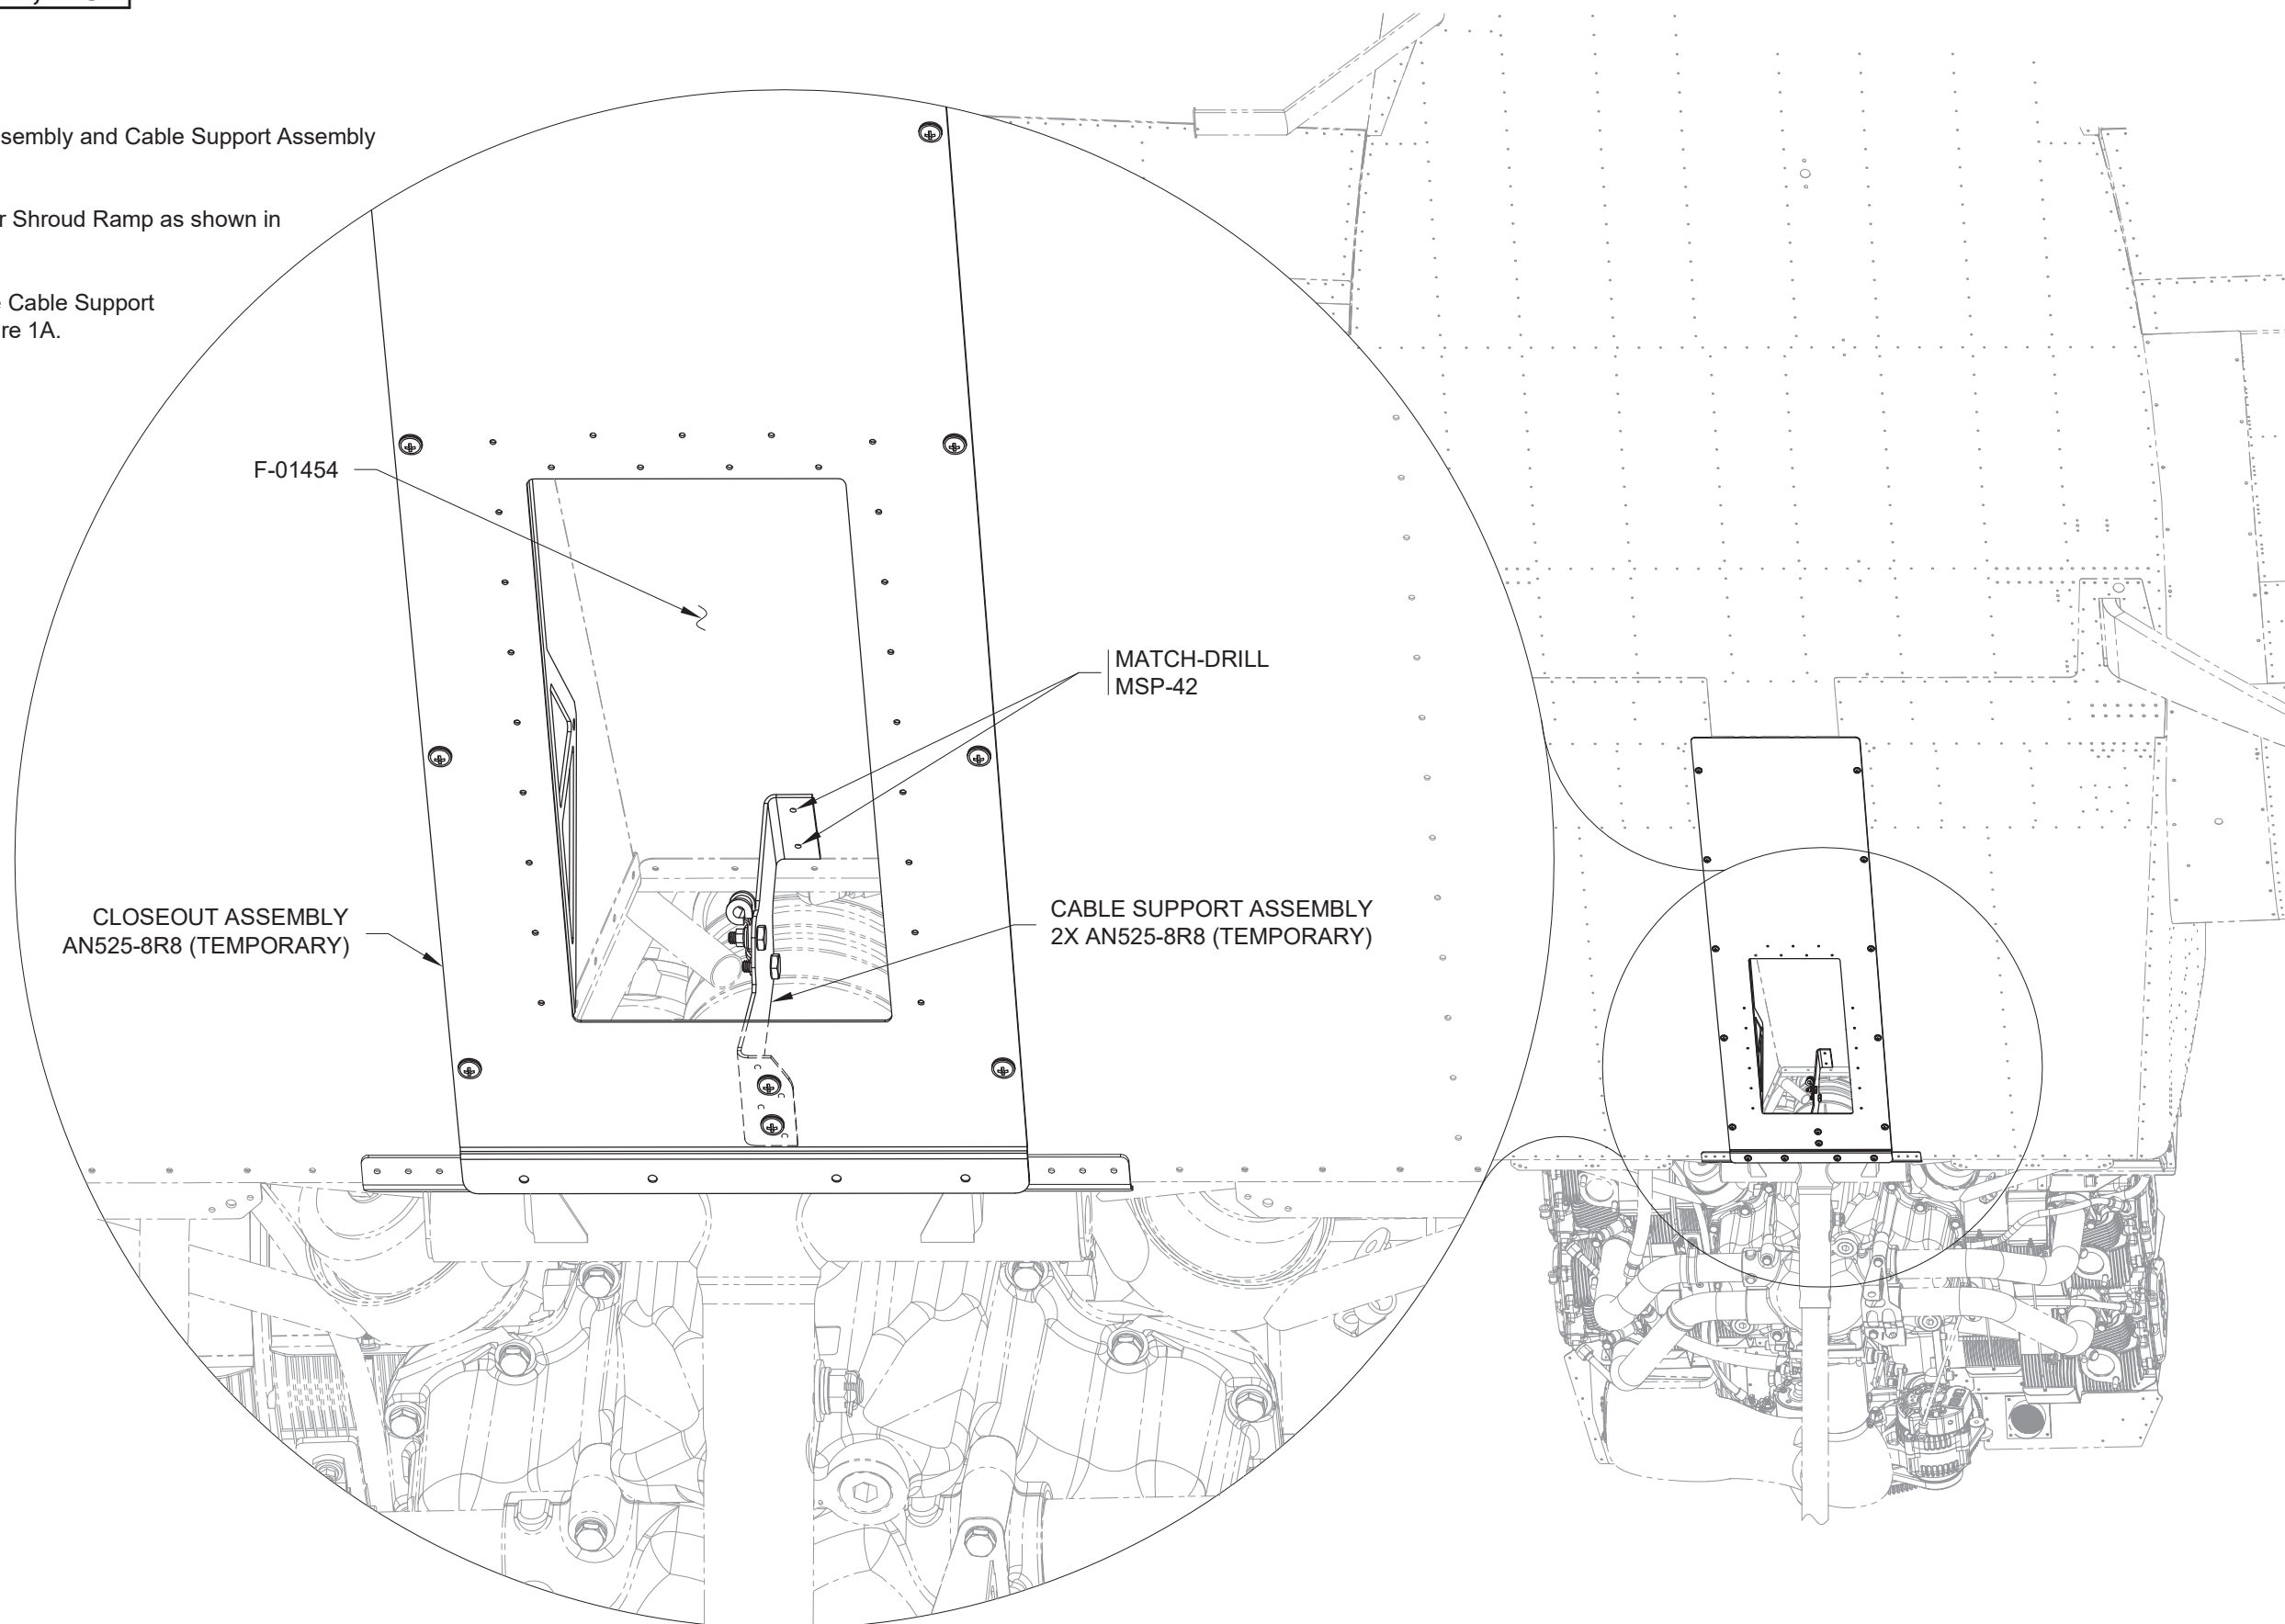 sembly and Cable Support Assembly
r Shroud Ramp as shown in
Cable Support
re 1A.
F-01454
MATCH-DRILL
MSP-42
CLOSEOUT ASSEMBLY
AN525-8R8 (TEMPORARY)
CABLE SUPPORT ASSEMBLY
2X AN525-8R8 (TEMPORARY)